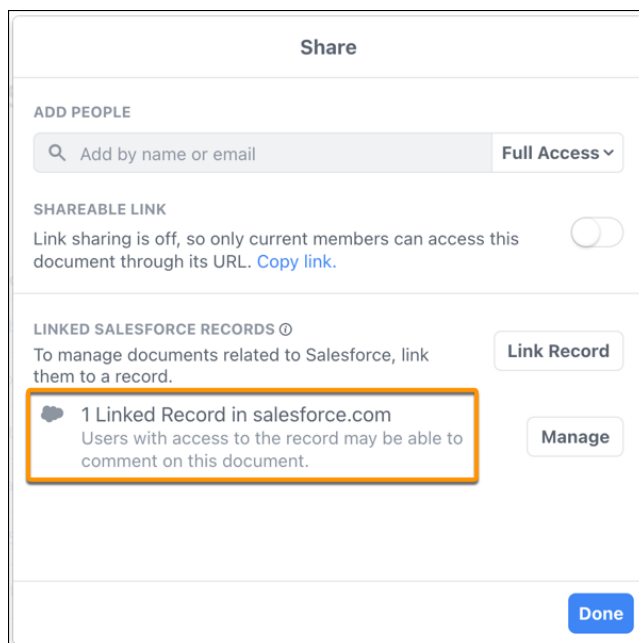 Share
ADD PEOPLE
Add by name or email
Full Access
SHAREABLE LINK
Link sharing is off, so only current members can access this
document through its URL. Copy link.
LINKED SALESFORCE RECORDS
To manage documents related to Salesforce, link
them to a record.
Link Record
1 Linked Record in salesforce.com
Users with access to the record may be able to
comment on this document.
Manage
Done